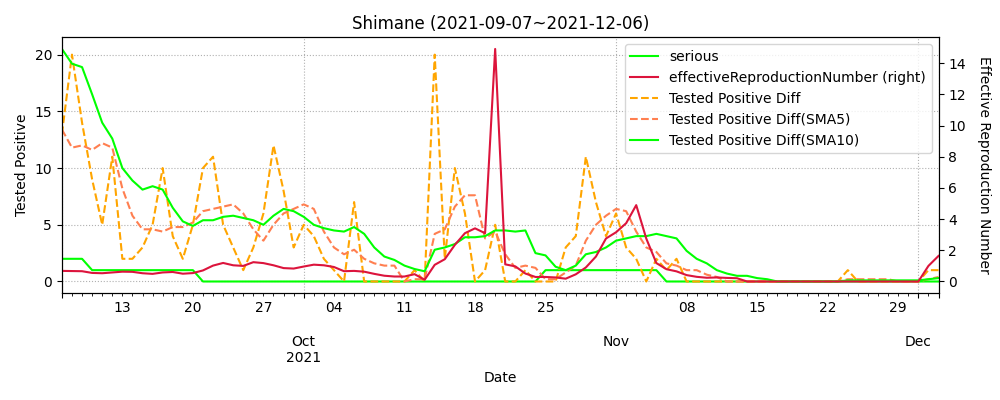 Shimane (2021-09-07~2021-12-06)
serious
effectiveReproductionNumber (right)
Tested Positive Diff
Tested Positive Diff(SMA5)
Tested Positive Diff(SMA10)
Tested Positive
20
15
10
5
0
14
12
10
8
6
4
2
0
Effective Reproduction Number
13 20 27 04 11 18 25 08 15 22 29
Oct Nov Dec
2021
Date